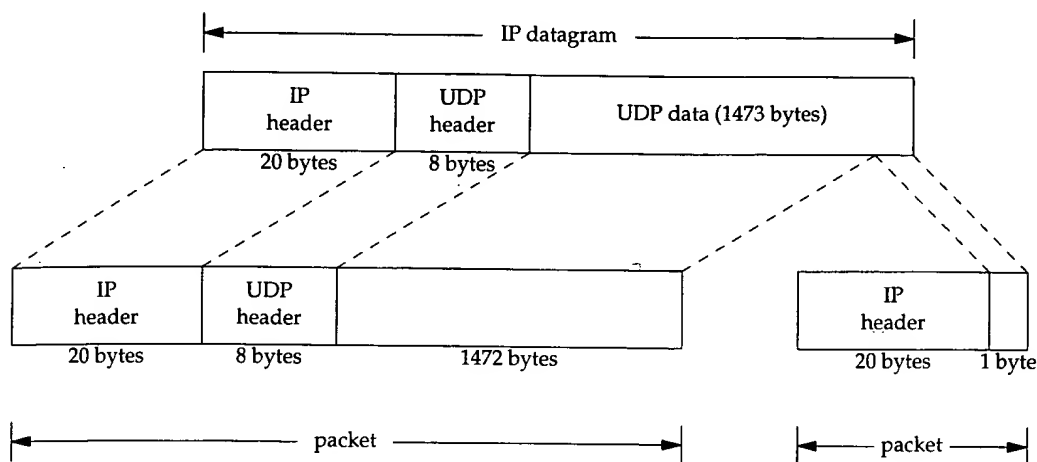 IP datagram
IP
header
UDP
header
UDP data (1473 bytes)
20 bytes
8 bytes
IP
header
UDP
header
IP
header
20 bytes
8 bytes
1472 bytes
20 bytes
1 byte
packet
packet